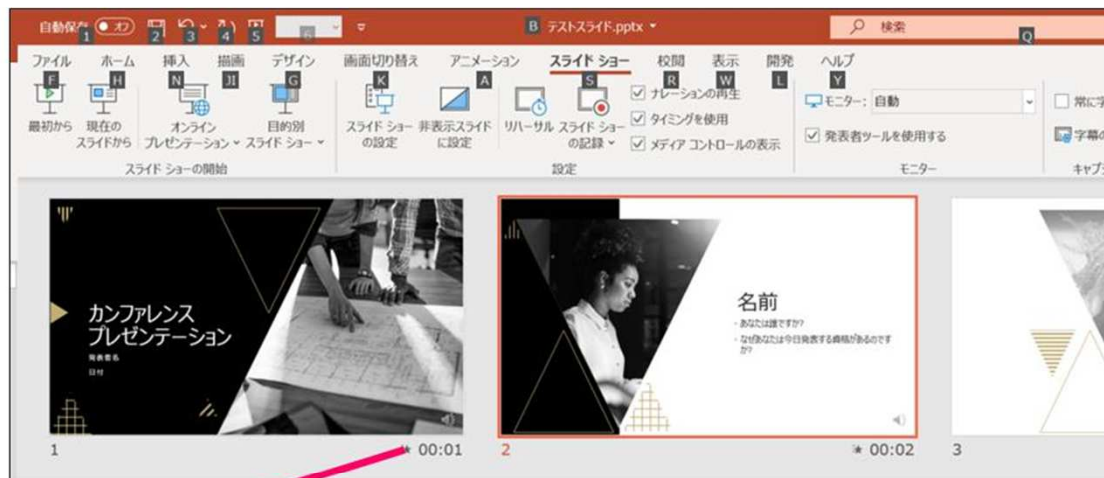 自動保存 オフ
1 2 3 4 5 6
B テストスライド.pptx
検索
Q
ファイル ホーム 挿入 描画 デザイン 画面切り替え アニメーション スライド ショー 校閲 表示 開発 ヘルプ
F H N JI G K A S R W L Y
最初から
現在の
スライドから
オンライン
プレゼンテーション
目的別
スライド ショー
スライド ショーの開始
スライド ショー
の設定
非表示スライド
に設定
リハーサル
スライド ショー
の記録
ナレーションの再生
タイミングを使用
メディア コントロールの表示
設定
モニター: 自動
発表者ツールを使用する
モニター
常に字
字幕の
キャプ
カンファレンス
プレゼンテーション
発表者名
日付
1
00:01
名前
・あなたは誰ですか?
・なぜあなたは今日発表する資格があるのです
か?
2
00:02
3